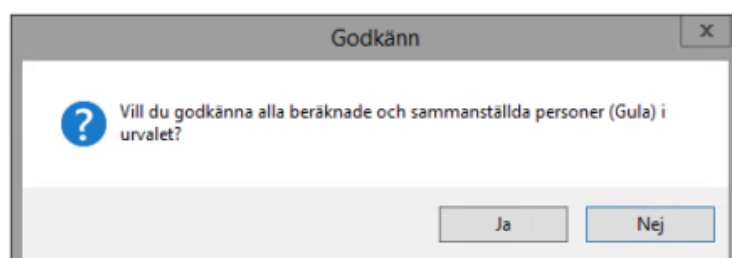 Godkänn
x
Vill du godkänna alla beräknade och sammanställda personer (Gula) i
urvalet?
Ja
Nej